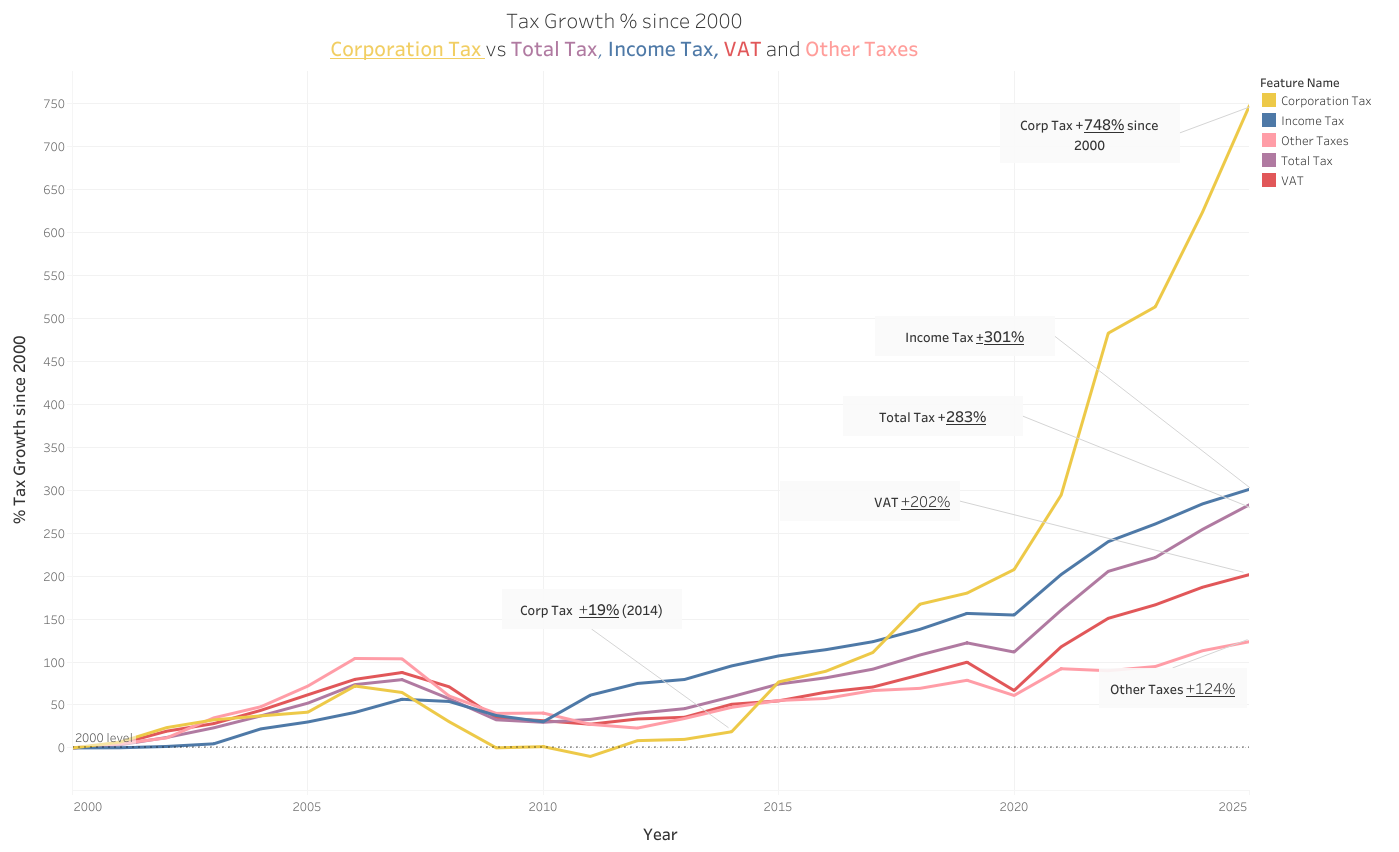 Tax Growth % since 2000
Corporation Tax vs Total Tax, Income Tax, VAT and Other Taxes
Feature Name
Corporation Tax
Income Tax
Other Taxes
Total Tax
VAT
% Tax Growth since 2000
750
700
650
600
550
500
450
400
350
300
250
200
150
100
50
0
Corp Tax +748% since
2000
Income Tax +301%
Total Tax +283%
VAT +202%
Corp Tax +19% (2014)
Other Taxes +124%
2000 level
2000
2005
2010
2015
2020
2025
Year